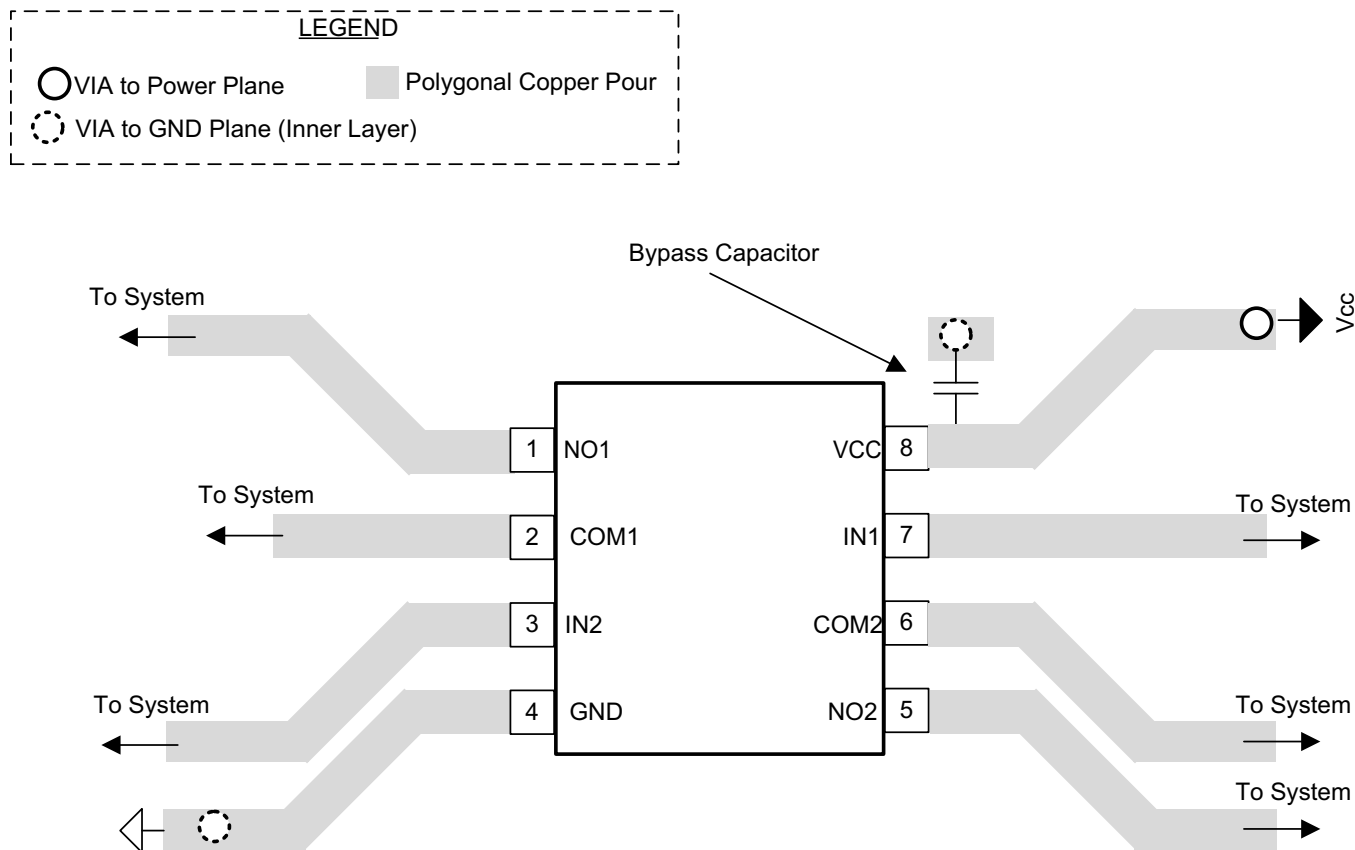 LEGEND
VIA to Power Plane
Polygonal Copper Pour
VIA to GND Plane (Inner Layer)
Bypass Capacitor
To System
Vcc
1 NO1
VCC 8
To System
To System
2 COM1
IN1 7
3 IN2
COM2 6
To System
To System
4 GND
NO2 5
To System